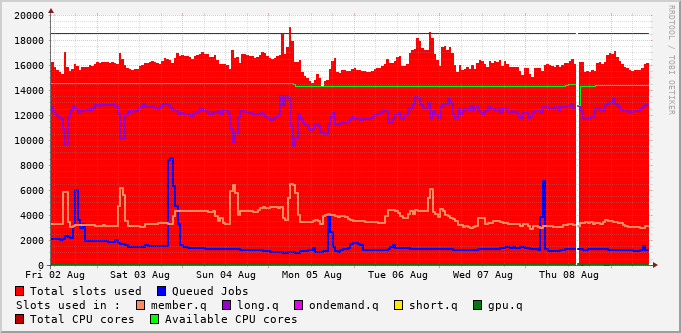 RRDTOOL / TOBI OETIKER
20000
18000
16000
14000
12000
10000
8000
6000
4000
2000
0
Fri 02 Aug Sat 03 Aug Sun 04 Aug Mon 05 Aug Tue 06 Aug Wed 07 Aug Thu 08 Aug
Total slots used Queued Jobs
Slots used in : member.q long.q ondemand.q short.q gpu.q
Total CPU cores Available CPU cores